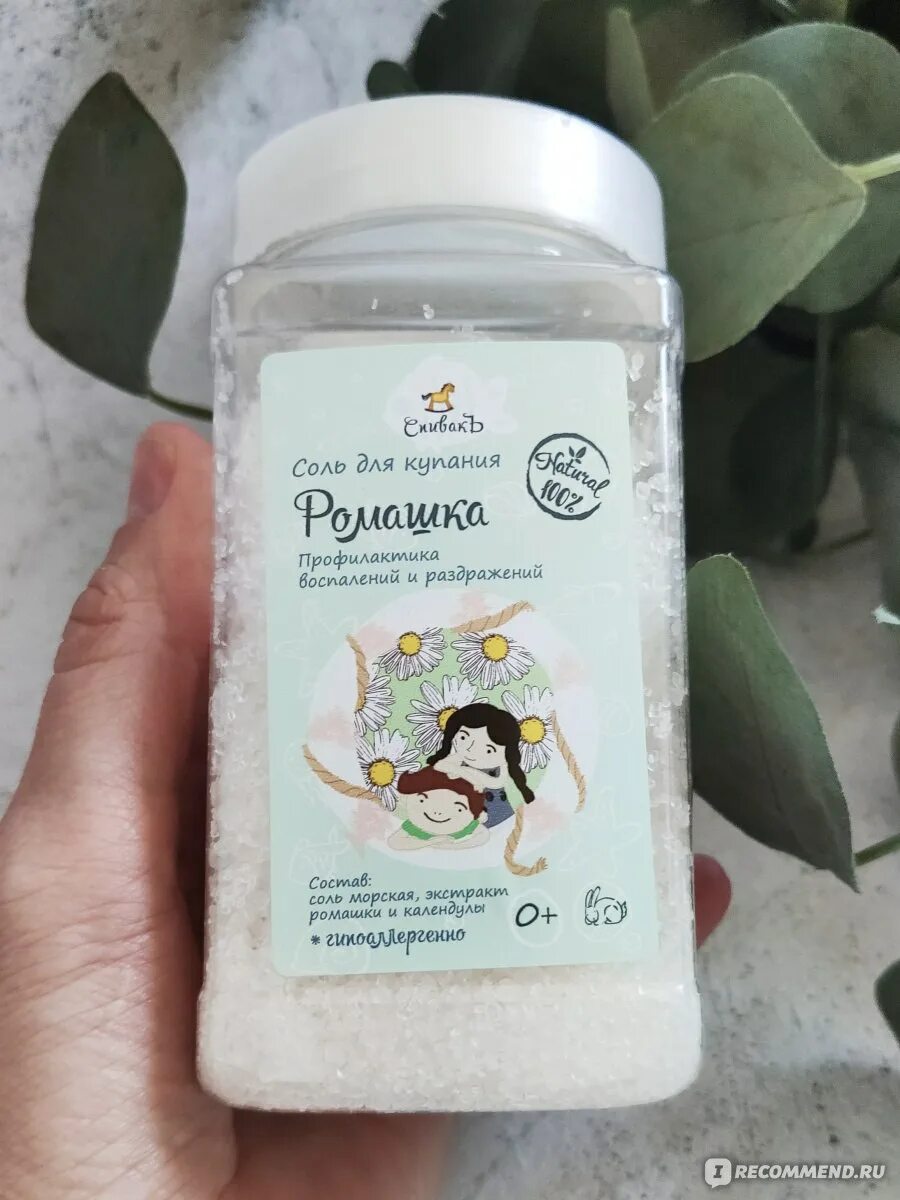 СпивакЪ
Соль для купания
Natural
100%
Ромашка
Профилактика
воспалений и раздражений
Состав:
соль морская, экстракт
ромашки и календулы
* гипоаллергенно
0+
IRECOMMEND.RU